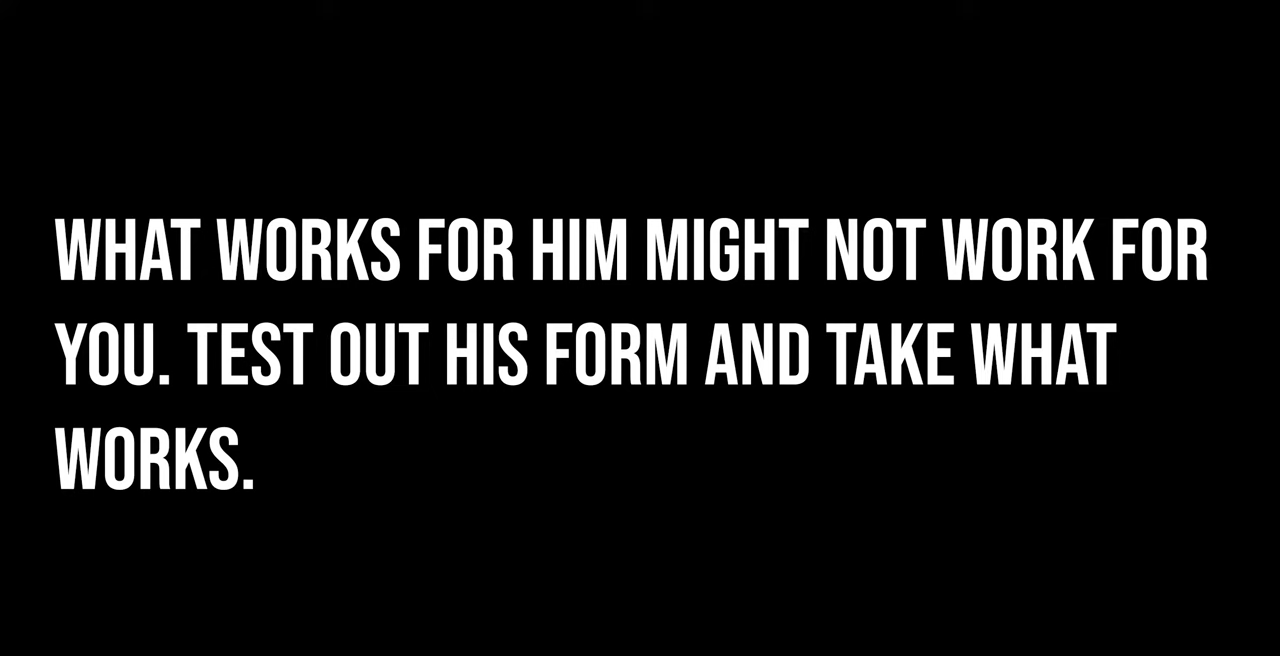 WHAT WORKS FOR HIM MIGHT NOT WORK FOR
YOU. TEST OUT HIS FORM AND TAKE WHAT
WORKS.